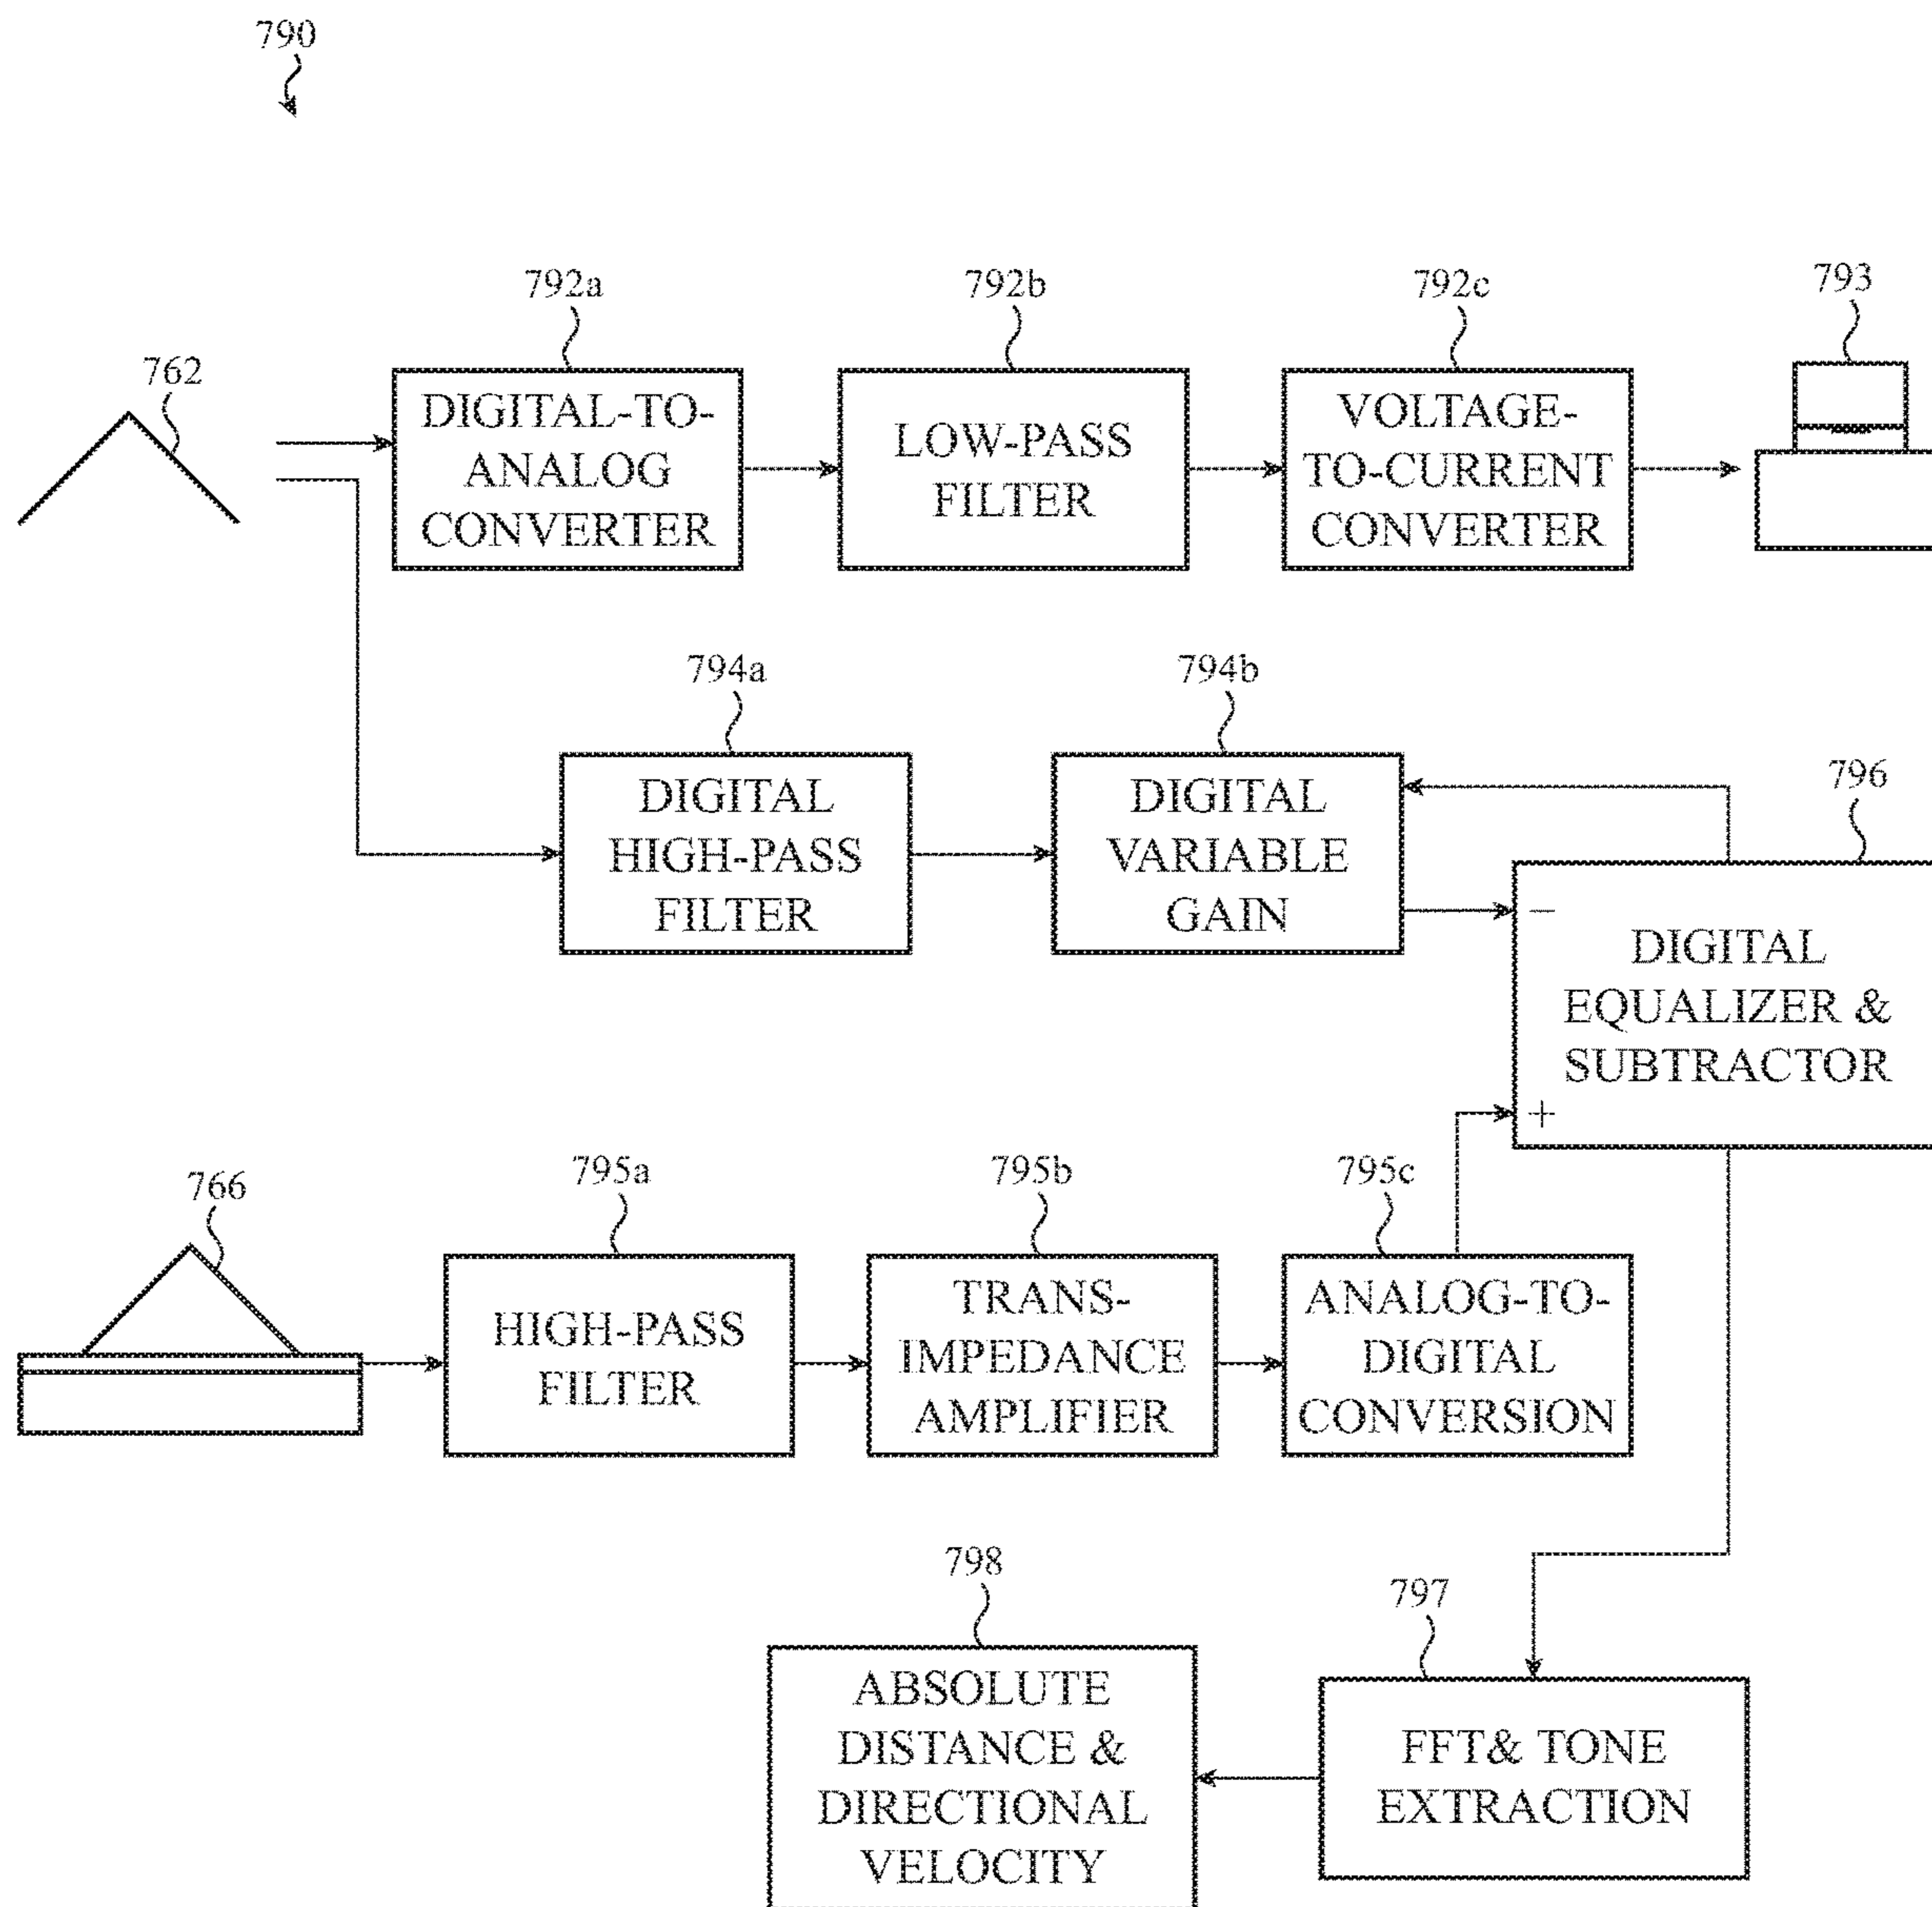 790
792a
792b
792c
793
762
DIGITAL-TO-
ANALOG
CONVERTER
LOW-PASS
FILTER
VOLTAGE-
TO-CURRENT
CONVERTER
794a
794b
796
DIGITAL
HIGH-PASS
FILTER
DIGITAL
VARIABLE
GAIN
−
DIGITAL
EQUALIZER &
SUBTRACTOR
+
766
795a
795b
795c
HIGH-PASS
FILTER
TRANS-
IMPEDANCE
AMPLIFIER
ANALOG-TO-
DIGITAL
CONVERSION
798
797
ABSOLUTE
DISTANCE &
DIRECTIONAL
VELOCITY
FFT& TONE
EXTRACTION